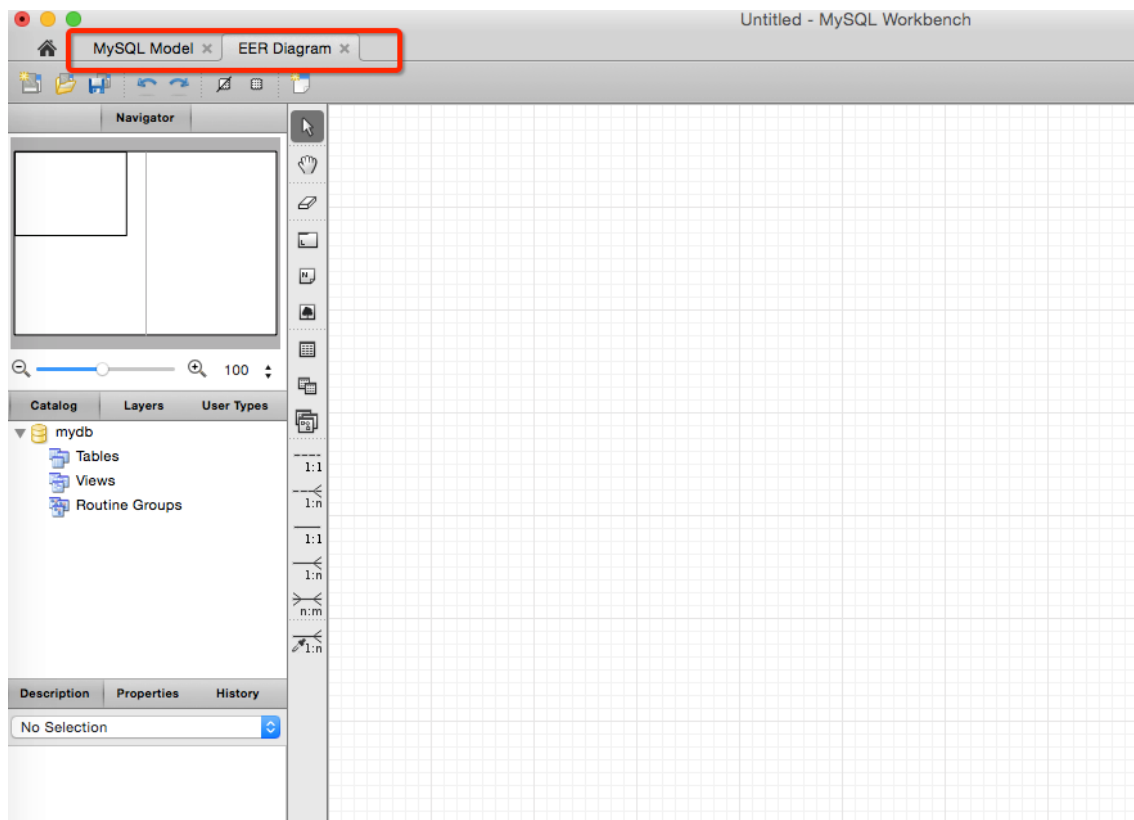 Untitled - MySQL Workbench
MySQL Model × EER Diagram ×
Navigator
100
Catalog Layers User Types
mydb
Tables
Views
Routine Groups
1:1
1:n
1:1
1:n
n:m
1:n
Description Properties History
No Selection